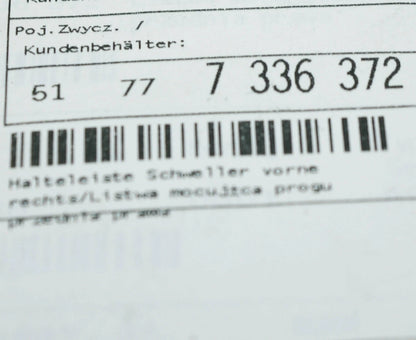 Poj.Zwycz. /
Kundenbehälter:
51 77 7 336 372
Halteleiste Schweller vorne
rechts/Listwa mocująca progu